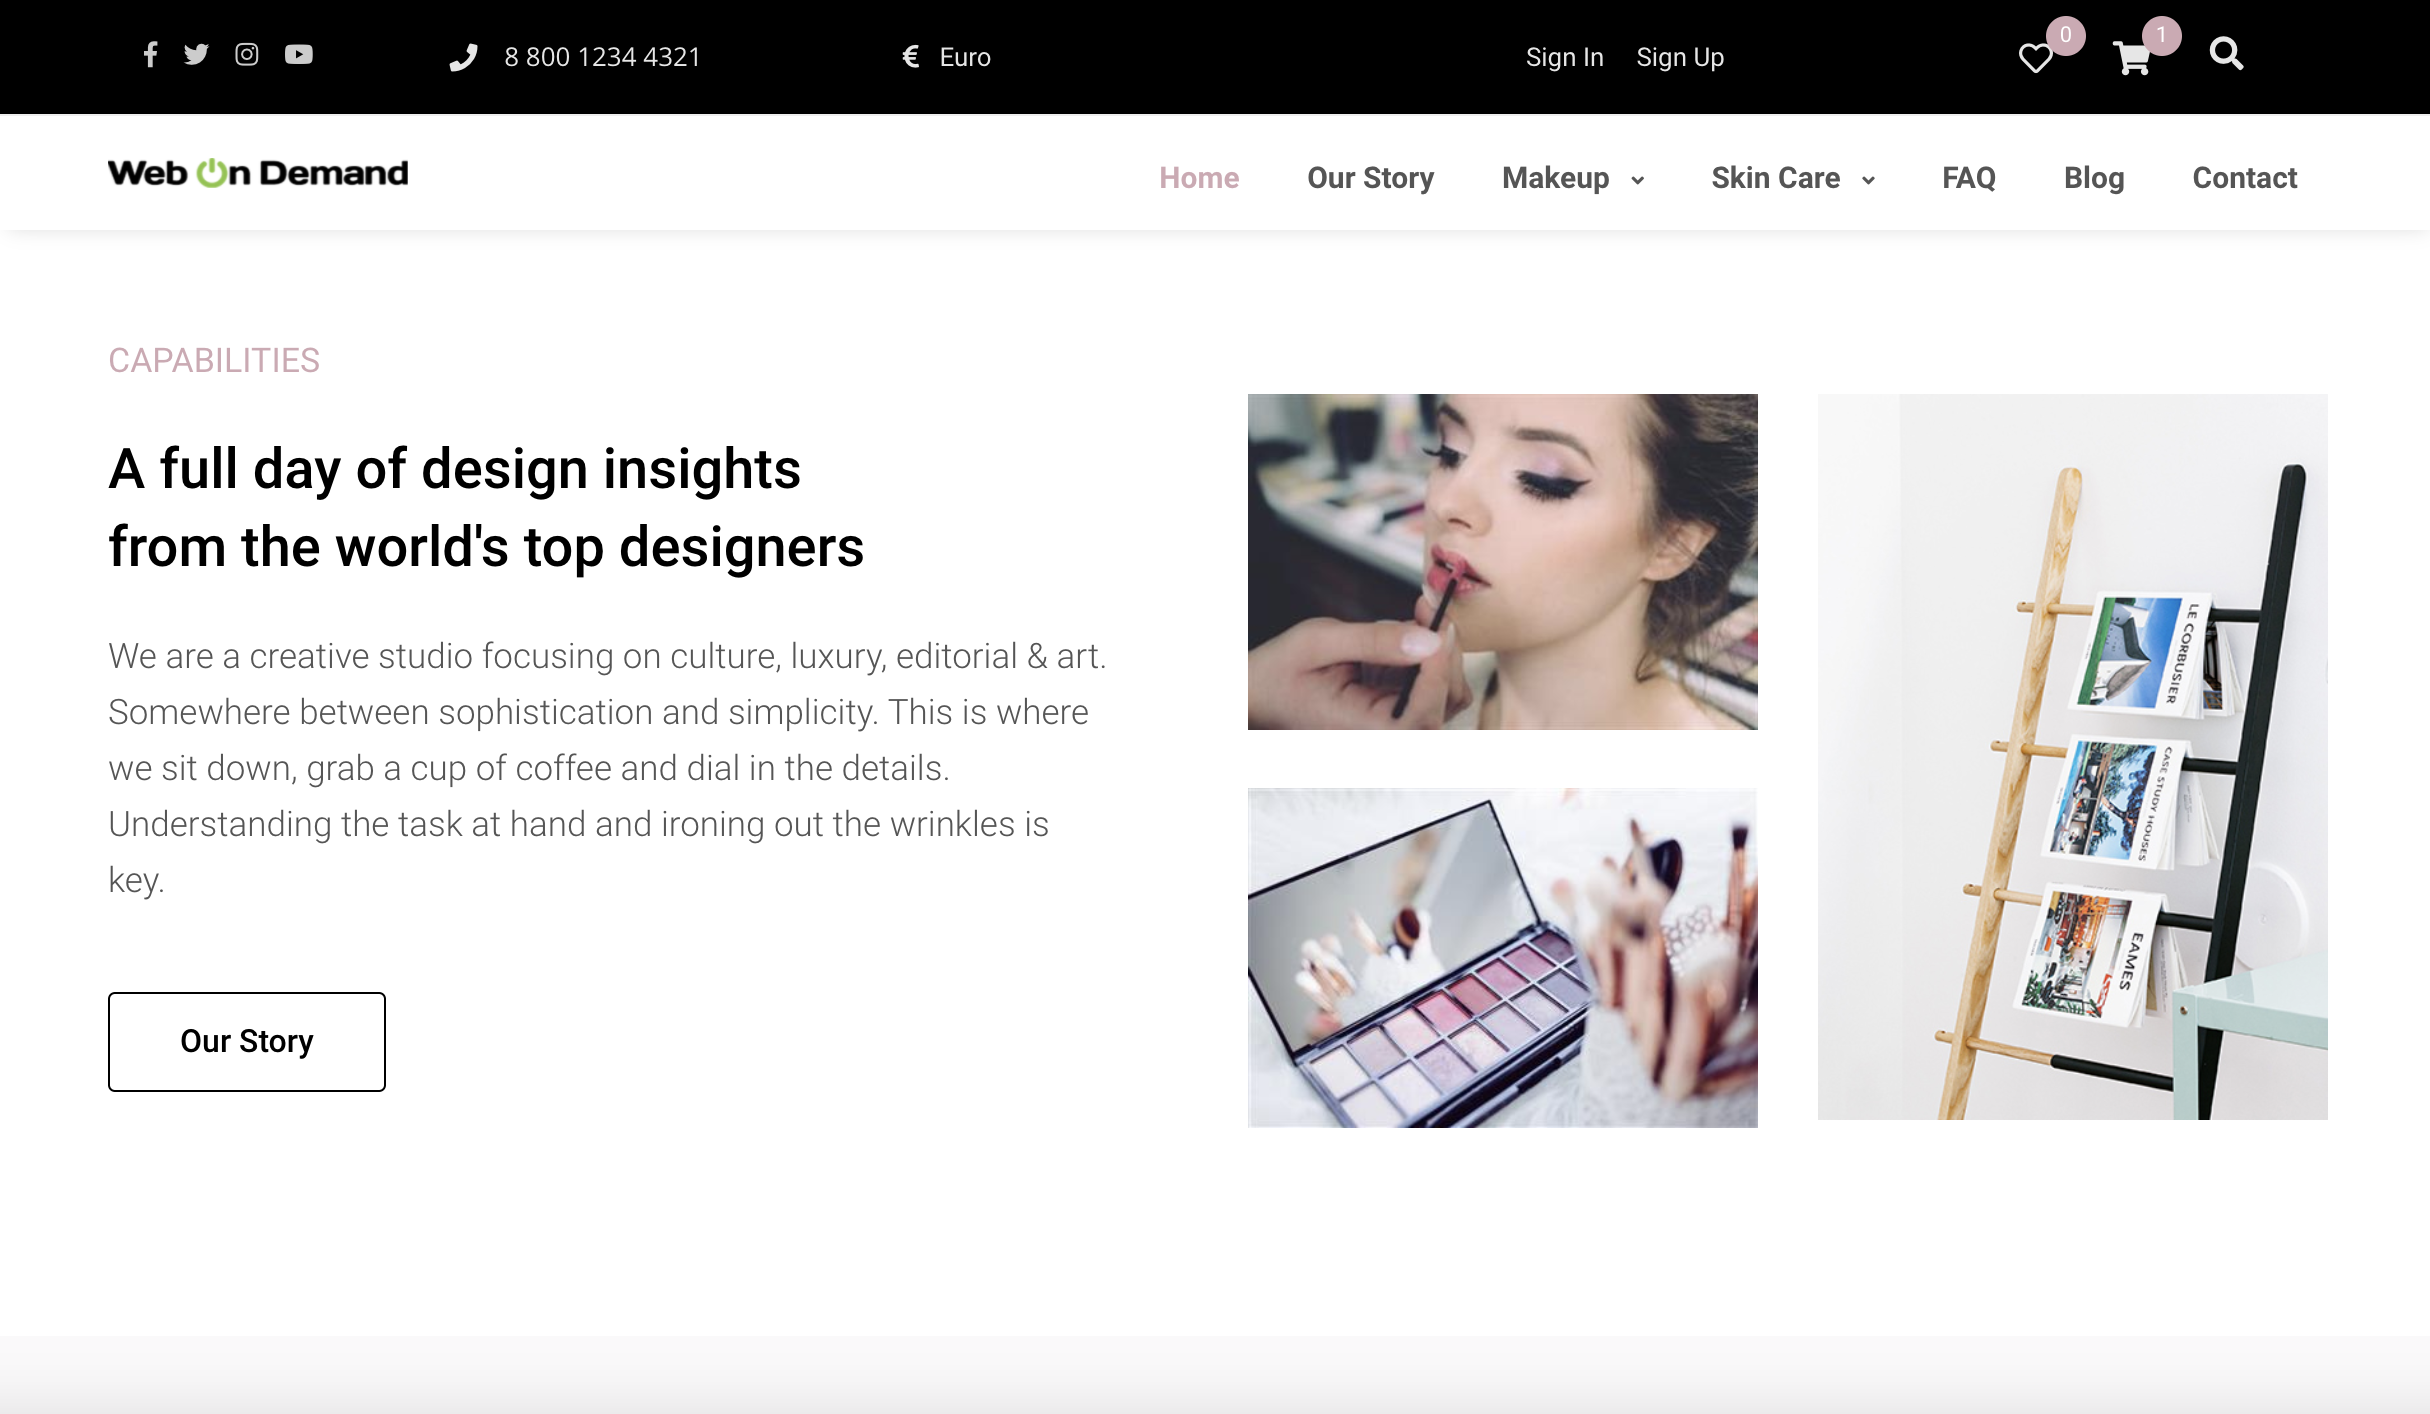 8 800 1234 4321
€ Euro
Sign In Sign Up
0
1
Web On Demand
Home Our Story Makeup Skin Care FAQ Blog Contact
CAPABILITIES
A full day of design insights
from the world's top designers
We are a creative studio focusing on culture, luxury, editorial & art.
Somewhere between sophistication and simplicity. This is where
we sit down, grab a cup of coffee and dial in the details.
Understanding the task at hand and ironing out the wrinkles is
key.
Our Story
LE CORBUSIER
CASE STUDY HOUSES
EAMES